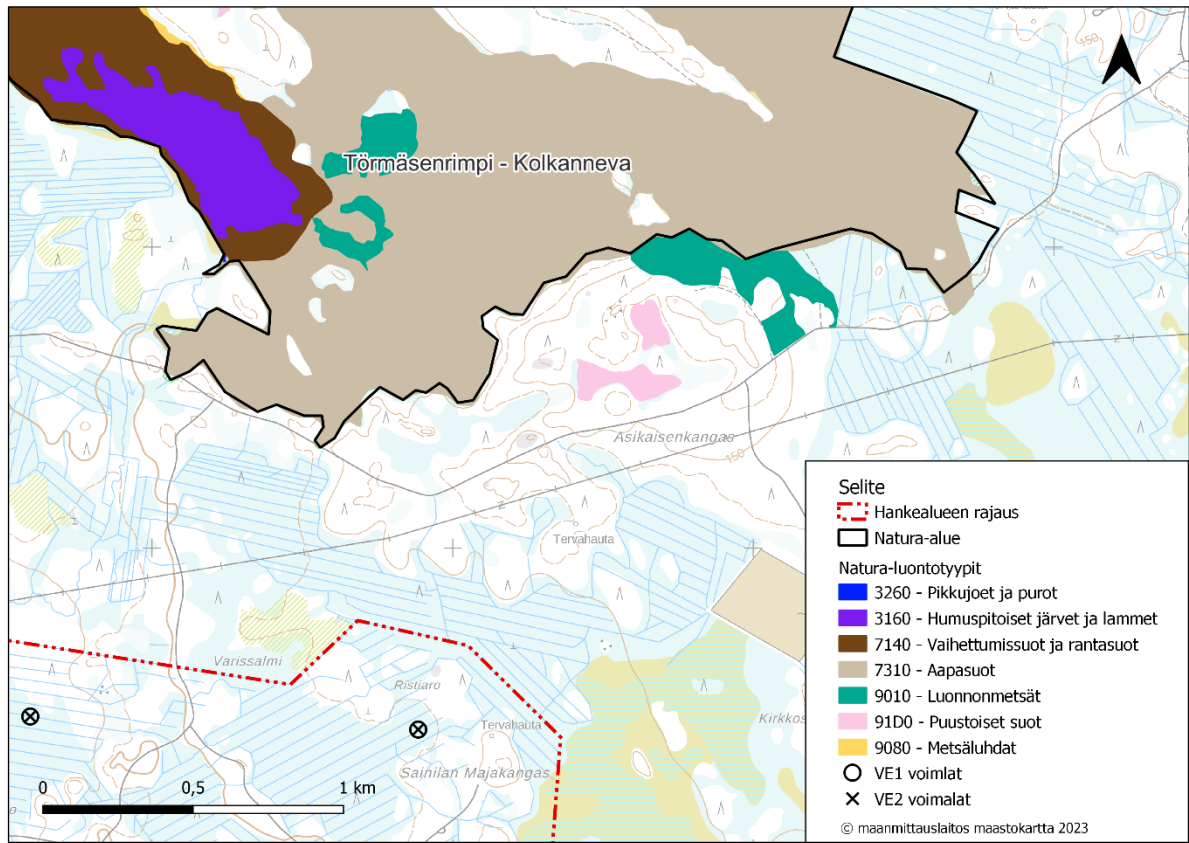 150
Törmäsenrimpi - Kolkanneva
Asikaisenkangas
150
Tervahauta
Varissalmi
Ristiaro
Tervahauta
Sainilan Majakangas
Kirkkos
0 0,5 1 km
Selite
Hankealueen rajaus
Natura-alue
Natura-luontotyypit
3260 - Pikkujoet ja purot
3160 - Humuspitoiset järvet ja lammet
7140 - Vaihettumissuot ja rantasuot
7310 - Aapasuot
9010 - Luonnonmetsät
91D0 - Puustoiset suot
9080 - Metsäluhdat
VE1 voimlat
VE2 voimalat
© maanmittauslaitos maastokartta 2023